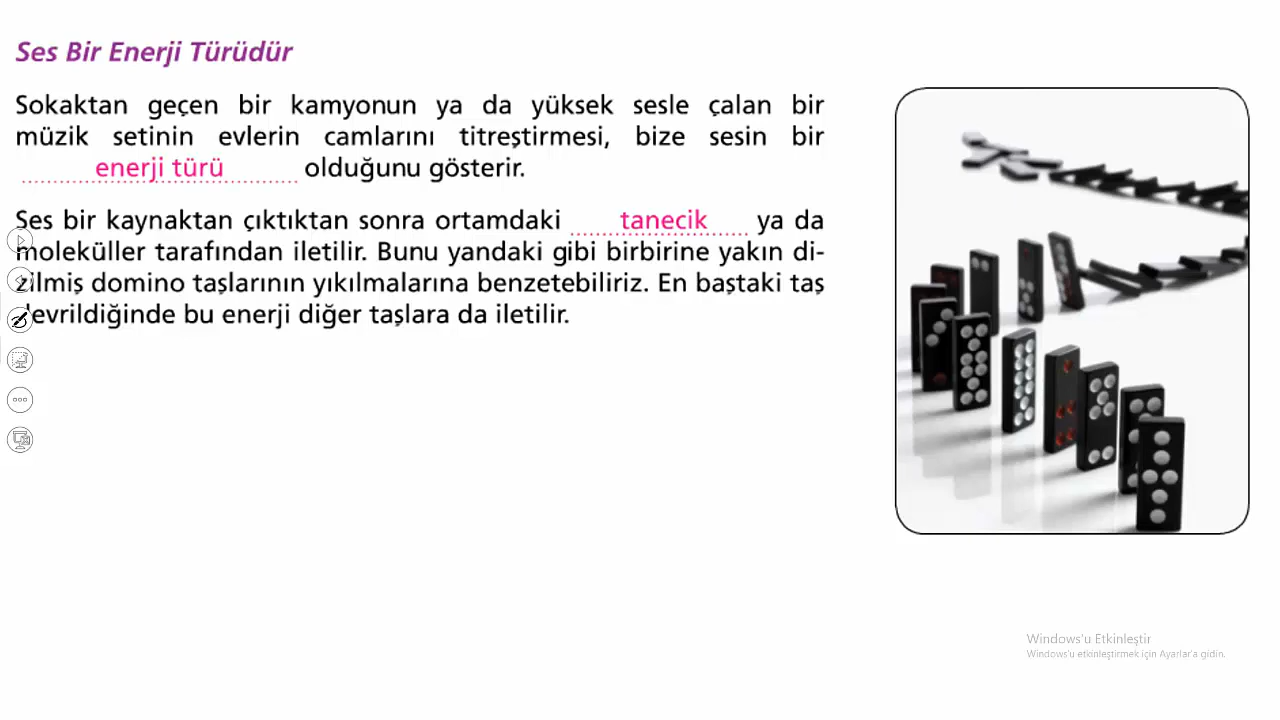 Ses Bir Enerji Türüdür
Sokaktan geçen bir kamyonun ya da yüksek sesle çalan bir
müzik setinin evlerin camlarını titreştirmesi, bize sesin bir
enerji türü olduğunu gösterir.
Ses bir kaynaktan çıktıktan sonra ortamdaki tanecik ya da
moleküller tarafından iletilir. Bunu yandaki gibi birbirine yakın di-
zilmiş domino taşlarının yıkılmalarına benzetebiliriz. En baştaki taş
devrildiğinde bu enerji diğer taşlara da iletilir.
Windows'u Etkinleştir
Windows'u etkinleştirmek için Ayarlar'a gidin.